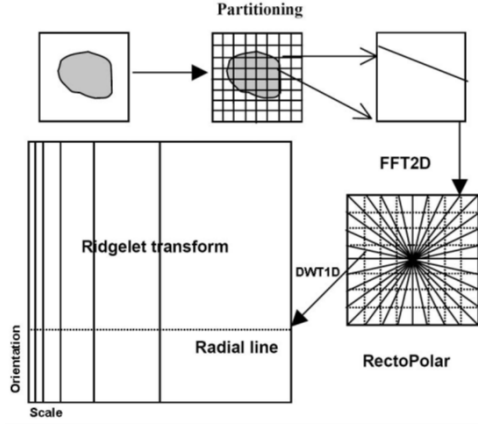 Partitioning
FFT2D
Ridgelet transform
DWT1D
Radial line
RectoPolar
Orientation
Scale